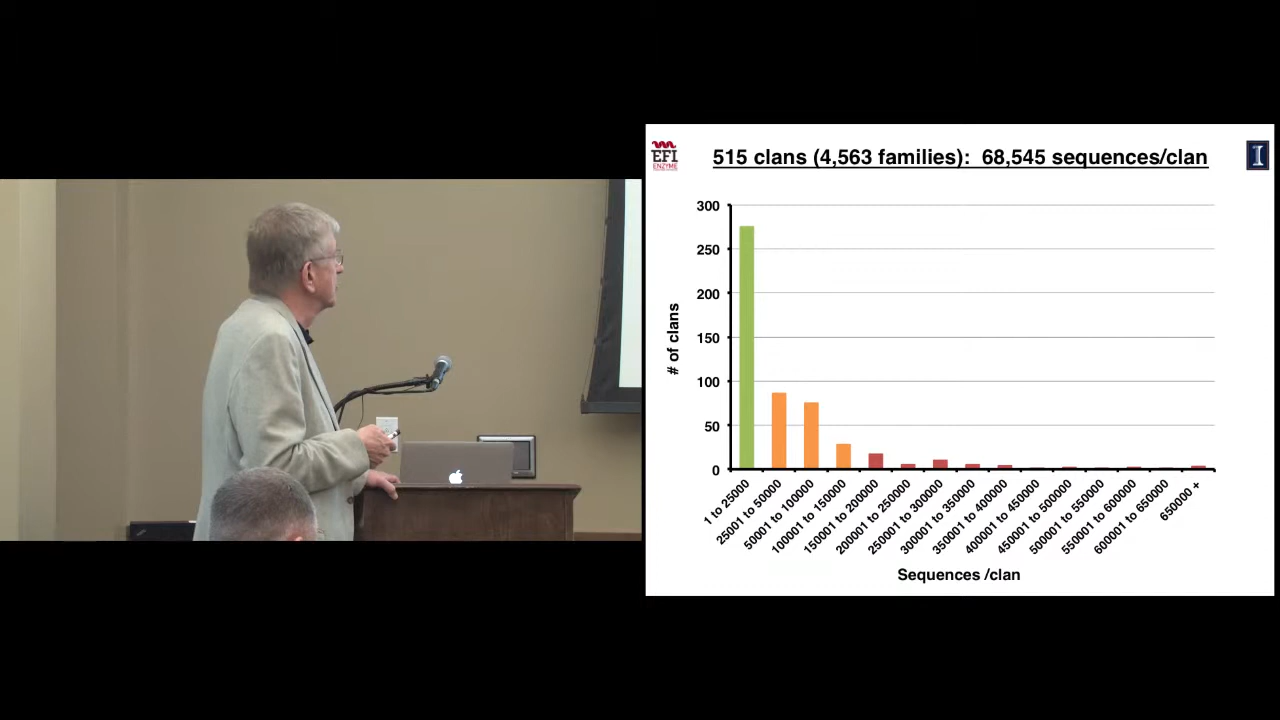 EFI
ENZYME
515 clans (4,563 families):  68,545 sequences/clan
I
300
250
200
150
100
50
0
# of clans
1 to 25000
25001 to 50000
50001 to 100000
100001 to 150000
150001 to 200000
200001 to 250000
250001 to 300000
300001 to 350000
350001 to 400000
400001 to 450000
450001 to 500000
500001 to 550000
550001 to 600000
600001 to 650000
650000 +
Sequences /clan